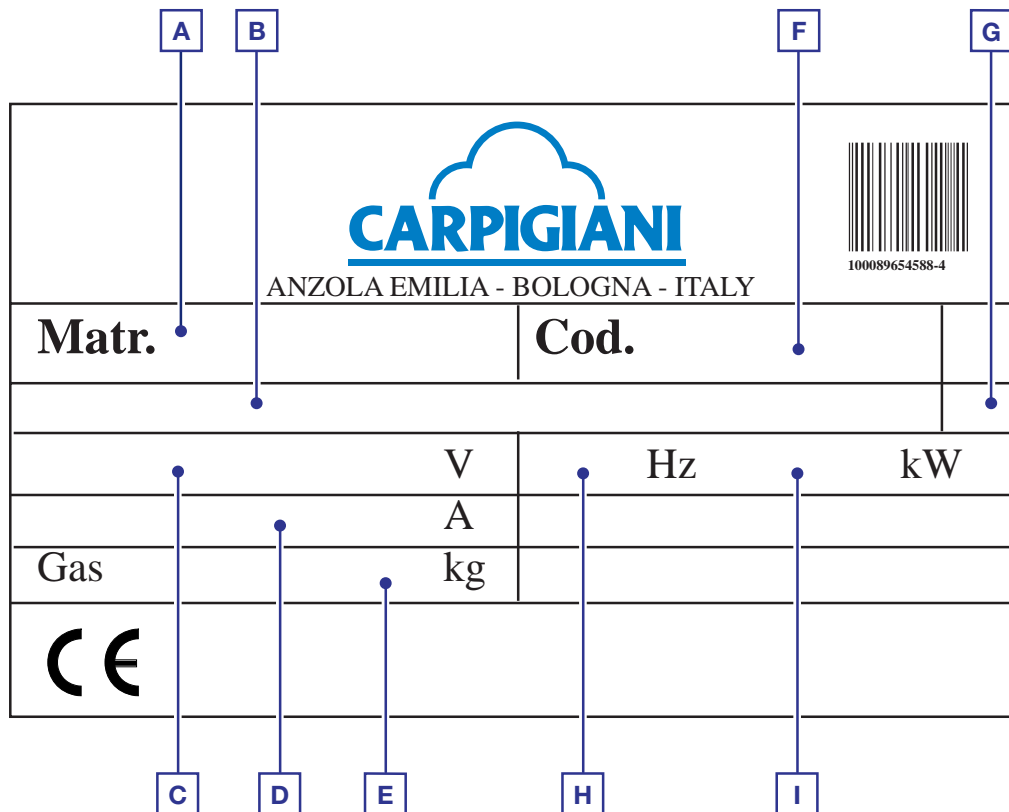 A B F G
CARPIGIANI
100089654588-4
ANZOLA EMILIA - BOLOGNA - ITALY
Matr. Cod.
V Hz kW
A
Gas kg
CE
C D E H I